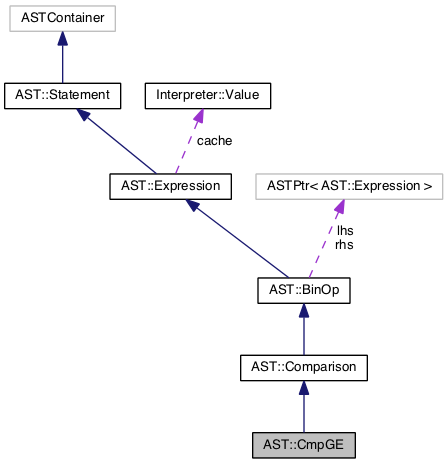 ASTContainer
AST::Statement
Interpreter::Value
cache
AST::Expression
ASTPtr< AST::Expression >
lhs
rhs
AST::BinOp
AST::Comparison
AST::CmpGE